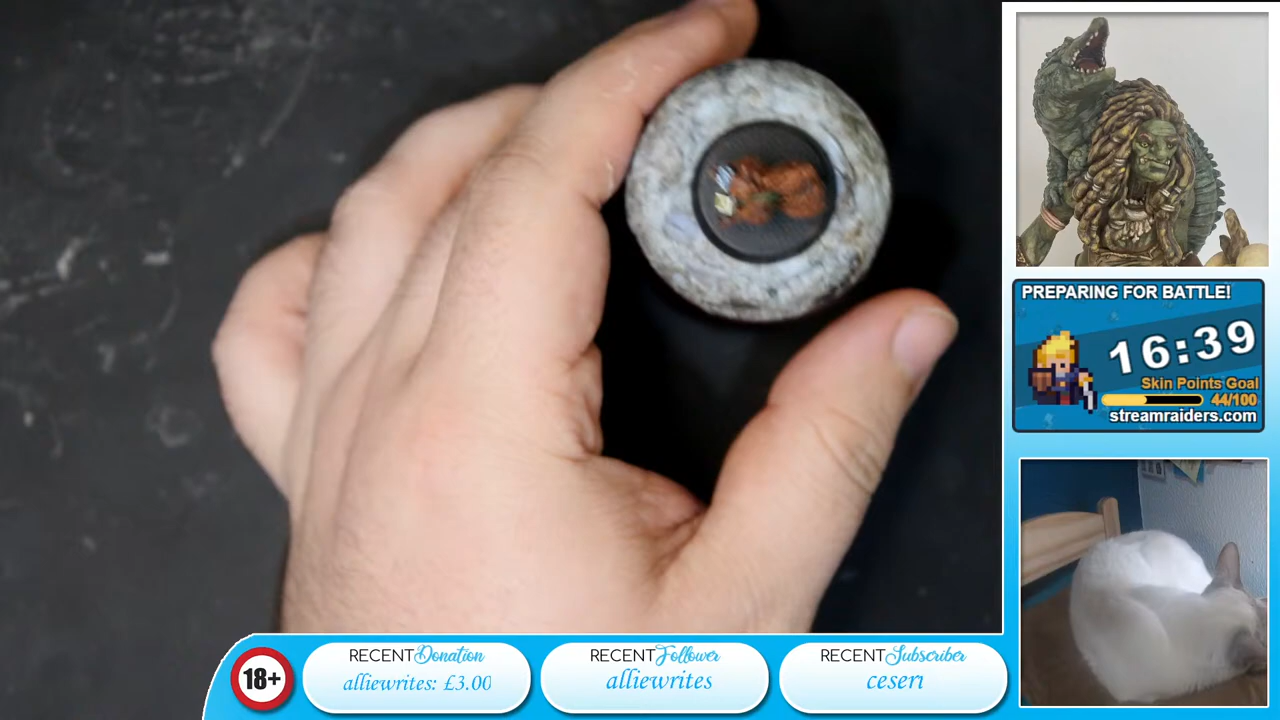 PREPARING FOR BATTLE!
16:39
Skin Points Goal
44/100
streamraiders.com
18+
RECENT Donation
alliewrites: £3.00
RECENT Follower
alliewrites
RECENT Subscriber
ceseri